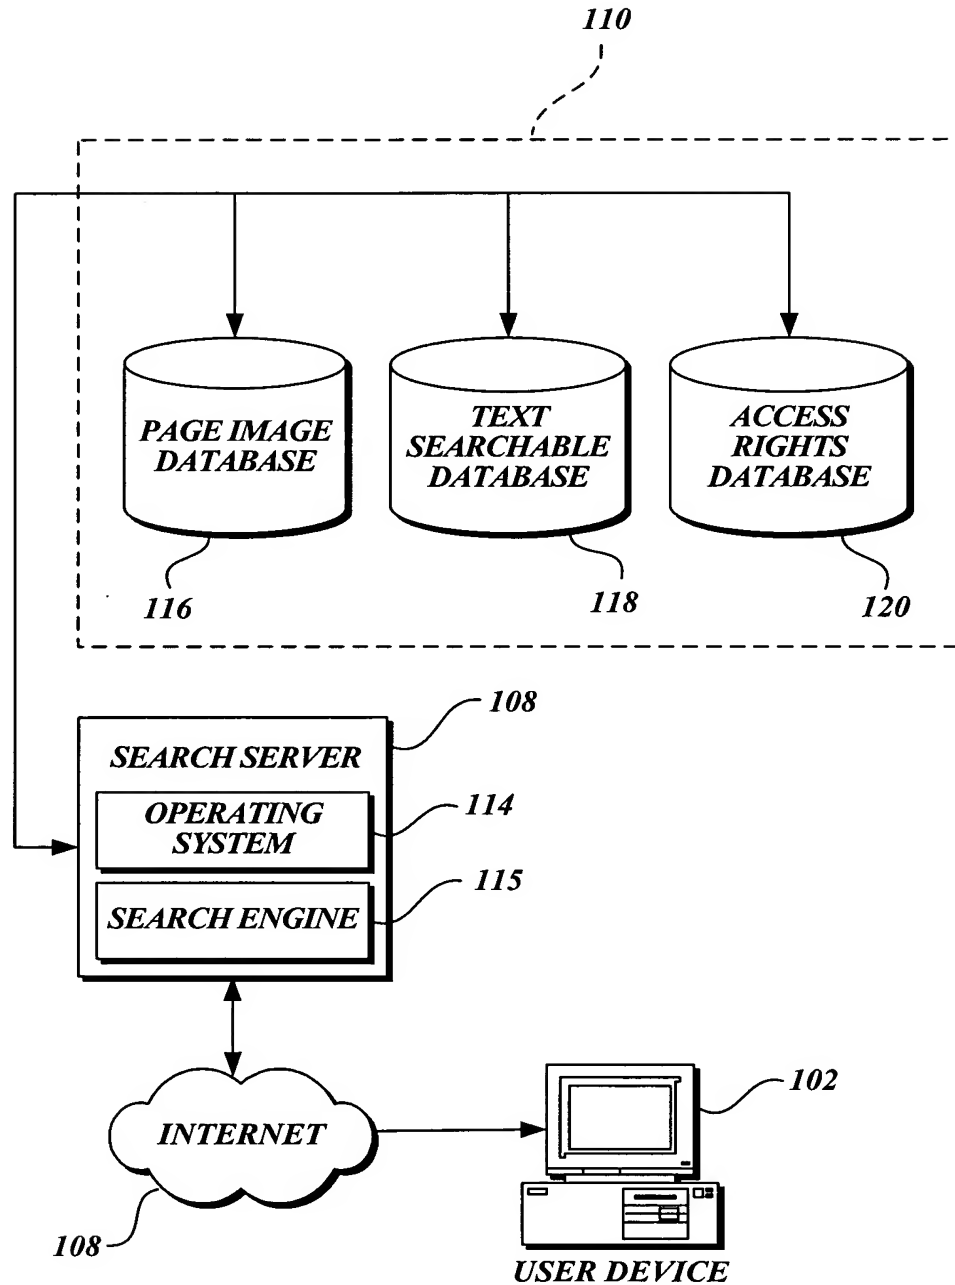 110
PAGE IMAGE
DATABASE
TEXT
SEARCHABLE
DATABASE
ACCESS
RIGHTS
DATABASE
116
118
120
108
SEARCH SERVER
OPERATING
SYSTEM
114
SEARCH ENGINE
115
INTERNET
102
108
USER DEVICE